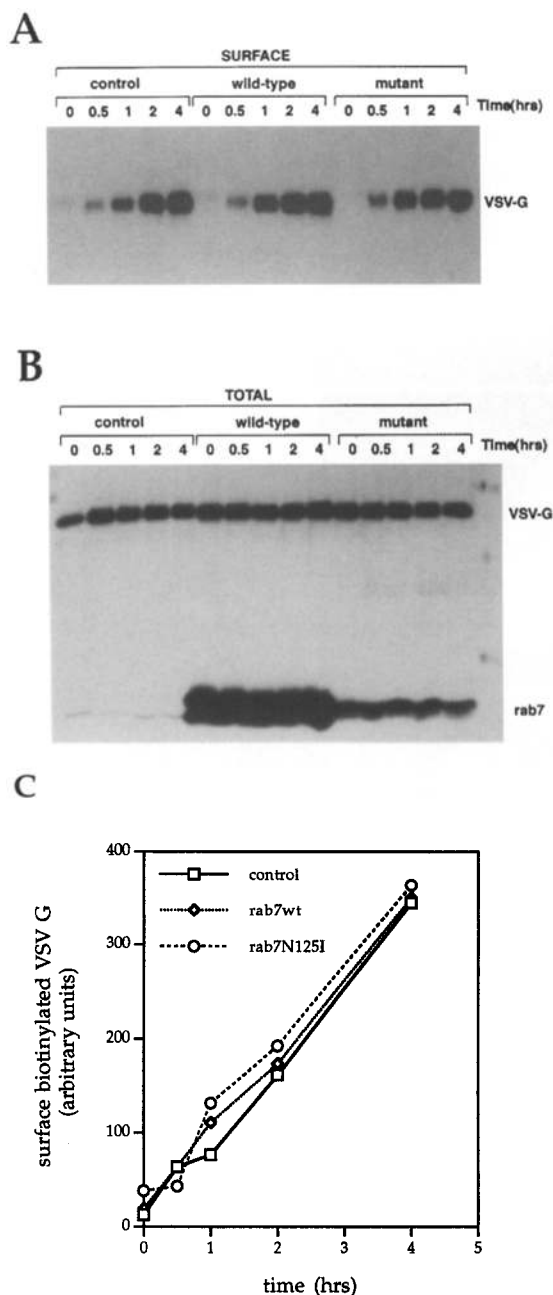 A
SURFACE
control wild-type mutant
0 0.5 1 2 4 0 0.5 1 2 4 0 0.5 1 2 4 Time(hrs)
VSV-G
B
TOTAL
control wild-type mutant
0 0.5 1 2 4 0 0.5 1 2 4 0 0.5 1 2 4 Time(hrs)
VSV-G
rab7
C
400
300
200
100
0
control
rab7wt
rab7N125I
surface biotinylated VSV G
(arbitrary units)
0 1 2 3 4 5
time (hrs)